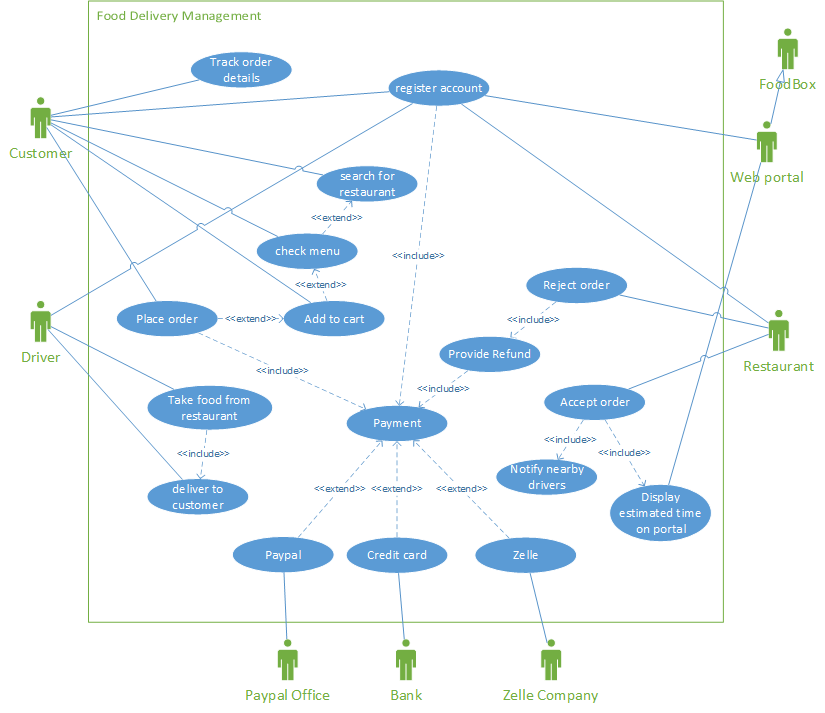 Food Delivery Management
Track order
details
register account
FoodBox
Customer
Web portal
search for
restaurant
<<extend>>
check menu
<<include>>
<<extend>>
Reject order
Place order
<<extend>>
Add to cart
<<include>>
Driver
Provide Refund
Restaurant
<<include>>
<<include>>
Take food from
restaurant
Accept order
Payment
<<include>>
<<include>>
<<include>>
Notify nearby
drivers
deliver to
customer
<<extend>>
<<extend>>
<<extend>>
Display
estimated time
on portal
Paypal
Credit card
Zelle
Paypal Office
Bank
Zelle Company